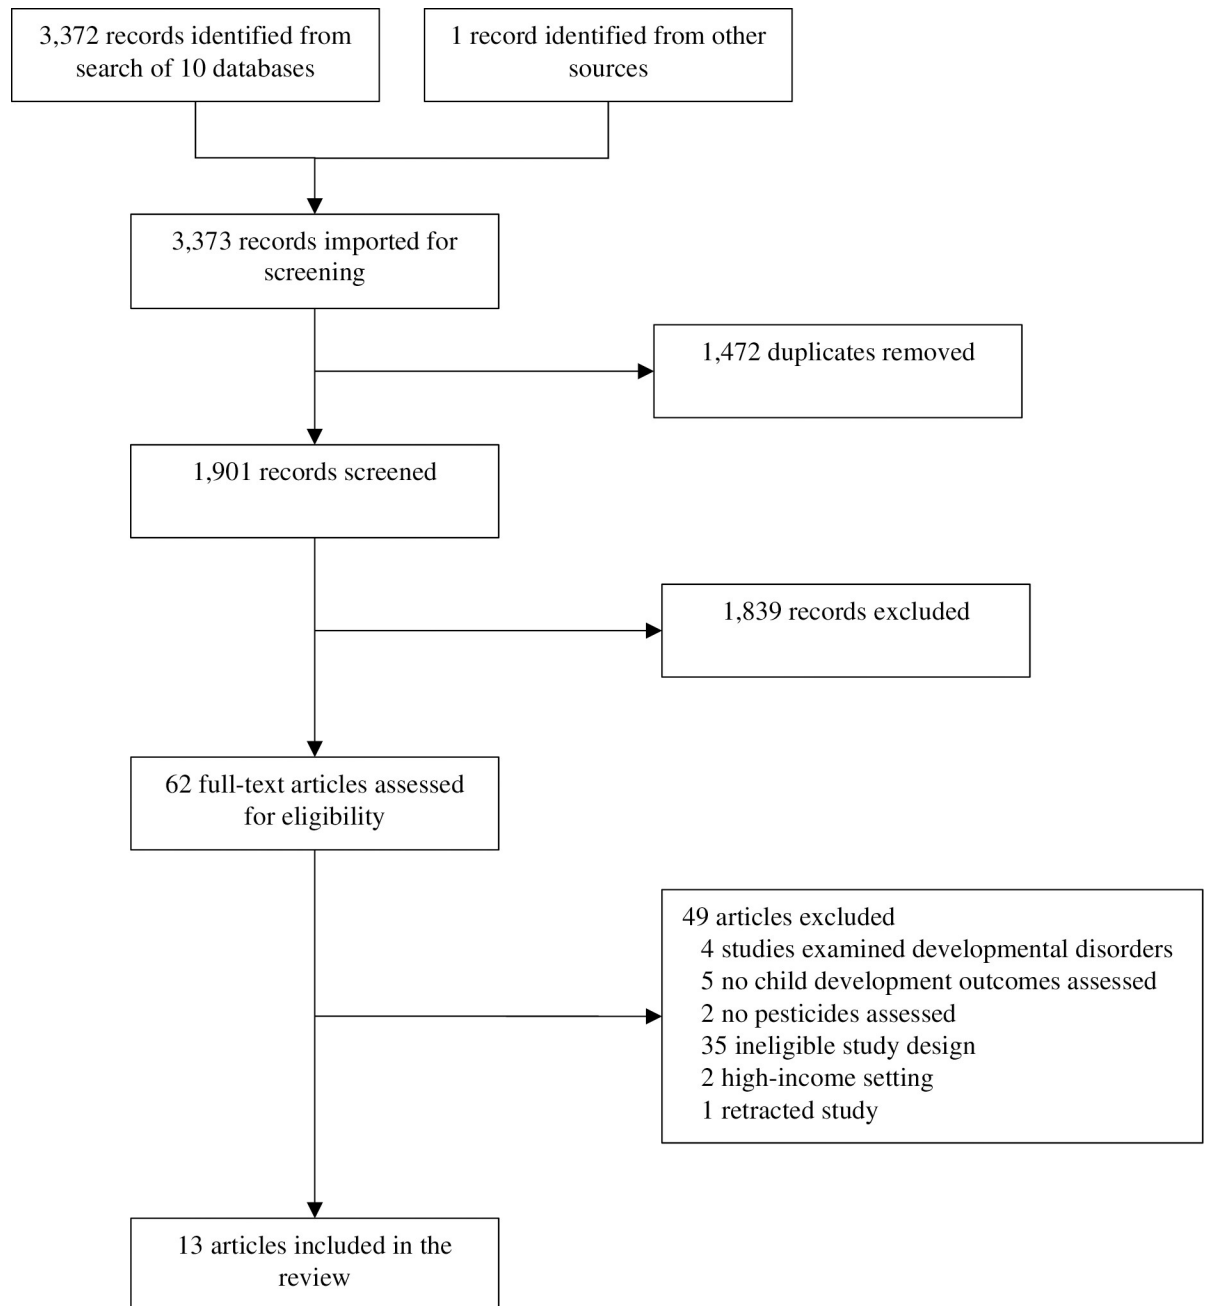 3,372 records identified from
search of 10 databases
1 record identified from other
sources
3,373 records imported for
screening
1,472 duplicates removed
1,901 records screened
1,839 records excluded
62 full-text articles assessed
for eligibility
49 articles excluded
4 studies examined developmental disorders
5 no child development outcomes assessed
2 no pesticides assessed
35 ineligible study design
2 high-income setting
1 retracted study
13 articles included in the
review